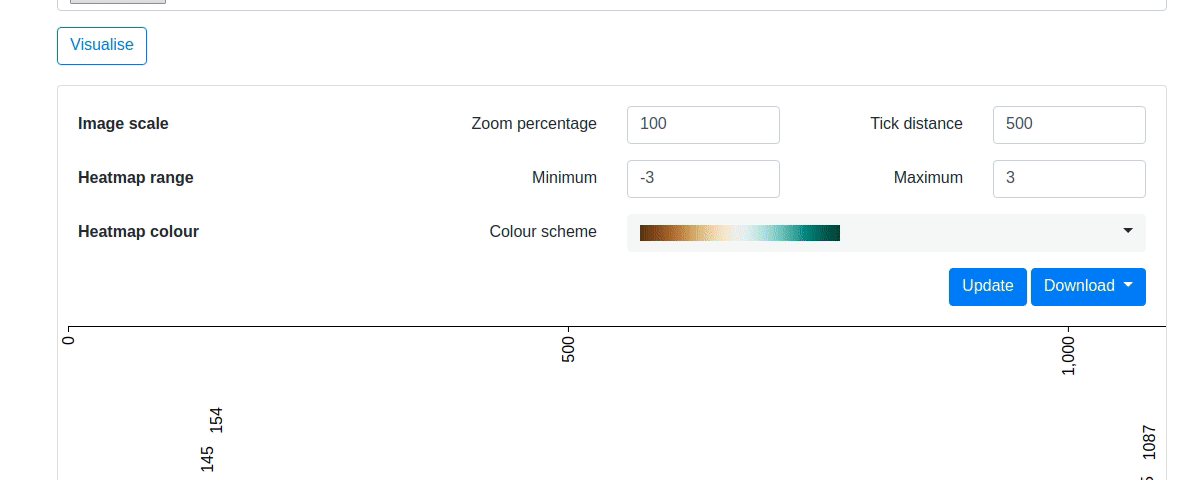 Visualise
Image scale Zoom percentage 100 Tick distance 500
Heatmap range Minimum -3 Maximum 3
Heatmap colour Colour scheme
Update Download
0 500 1,000
154
1087
145